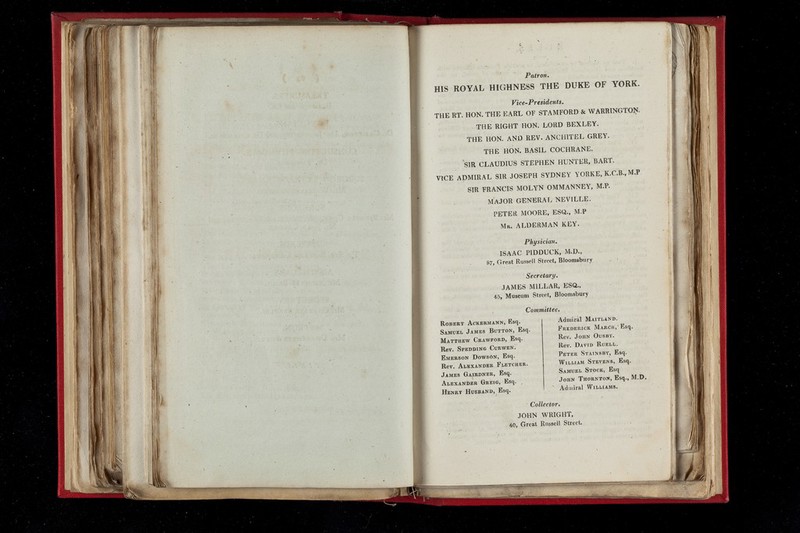 Patron.
HIS ROYAL HIGHNESS THE DUKE OF YORK.
Vice-Presidents.
THE RT. HON. THE EARL OF STAMFORD & WARRINGTON.
THE RIGHT HON. LORD BEXLEY.
THE HON. AND REV. ANCHITEL GREY.
THE HON. BASIL COCHRANE.
SIR CLAUDIUS STEPHEN HUNTER, BART.
VICE ADMIRAL SIR JOSEPH SYDNEY YORKE, K.C.B., M.P
SIR FRANCIS MOLYN OMMANNEY, M.P.
MAJOR GENERAL NEVILLE.
PETER MOORE, ESQ., M.P
MR. ALDERMAN KEY.
Physician.
ISAAC PIDDUCK, M.D.,
97, Great Russell Street, Bloomsbury
Secretary.
JAMES MILLAR, ESQ.,
45, Museum Street, Bloomsbury
Committee.
ROBERT ACKERMANN, Esq.
SAMUEL JAMES BUTTON, Esq.
MATTHEW CRAWFORD, Esq.
Rev. SPEDDING CURWEN.
EMERSON DOWSON, Esq.
Rev. ALEXANDER FLETCHER.
JAMES GAIRDNER, Esq.
ALEXANDER GREIG, Esq.
HENRY HUSBAND, Esq.
Admiral MAITLAND.
FREDERICK MARCH, Esq.
Rev. JOHN OUSBY.
Rev. DAVID RUELL.
PETER STAINSBY, Esq.
WILLIAM STEVENS, Esq.
SAMUEL STOCK, Esq
JOHN THORNTON, Esq., M.D.
Admiral WILLIAMS.
Collector.
JOHN WRIGHT,
40, Great Russell Street.